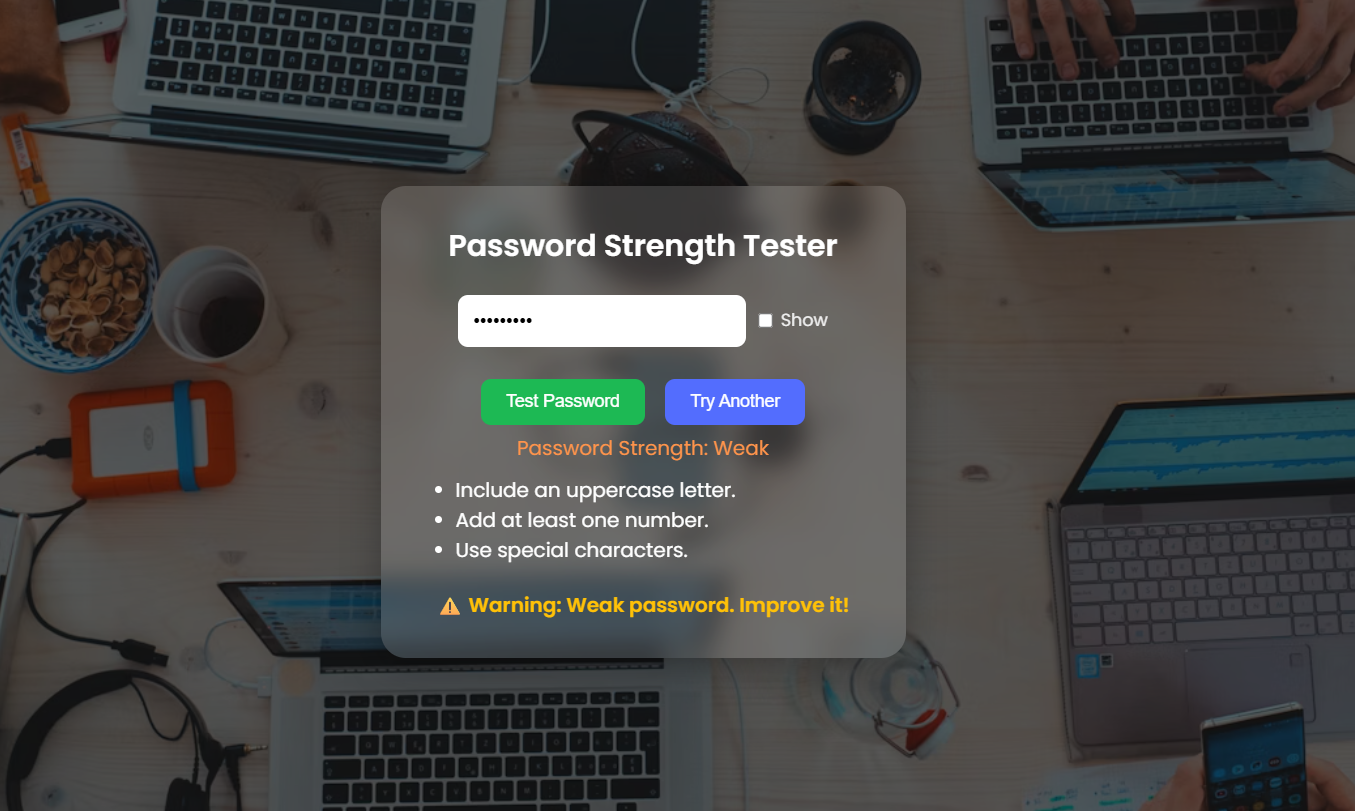 Password Strength Tester
••••••••• Show
Test Password Try Another
Password Strength: Weak
• Include an uppercase letter.
• Add at least one number.
• Use special characters.
⚠ Warning: Weak password. Improve it!